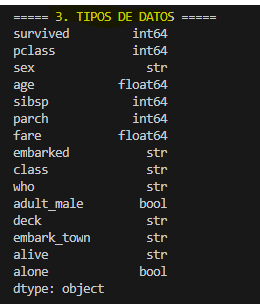 ===== 3. TIPOS DE DATOS =====
survived int64
pclass int64
sex str
age float64
sibsp int64
parch int64
fare float64
embarked str
class str
who str
adult_male bool
deck str
embark_town str
alive str
alone bool
dtype: object